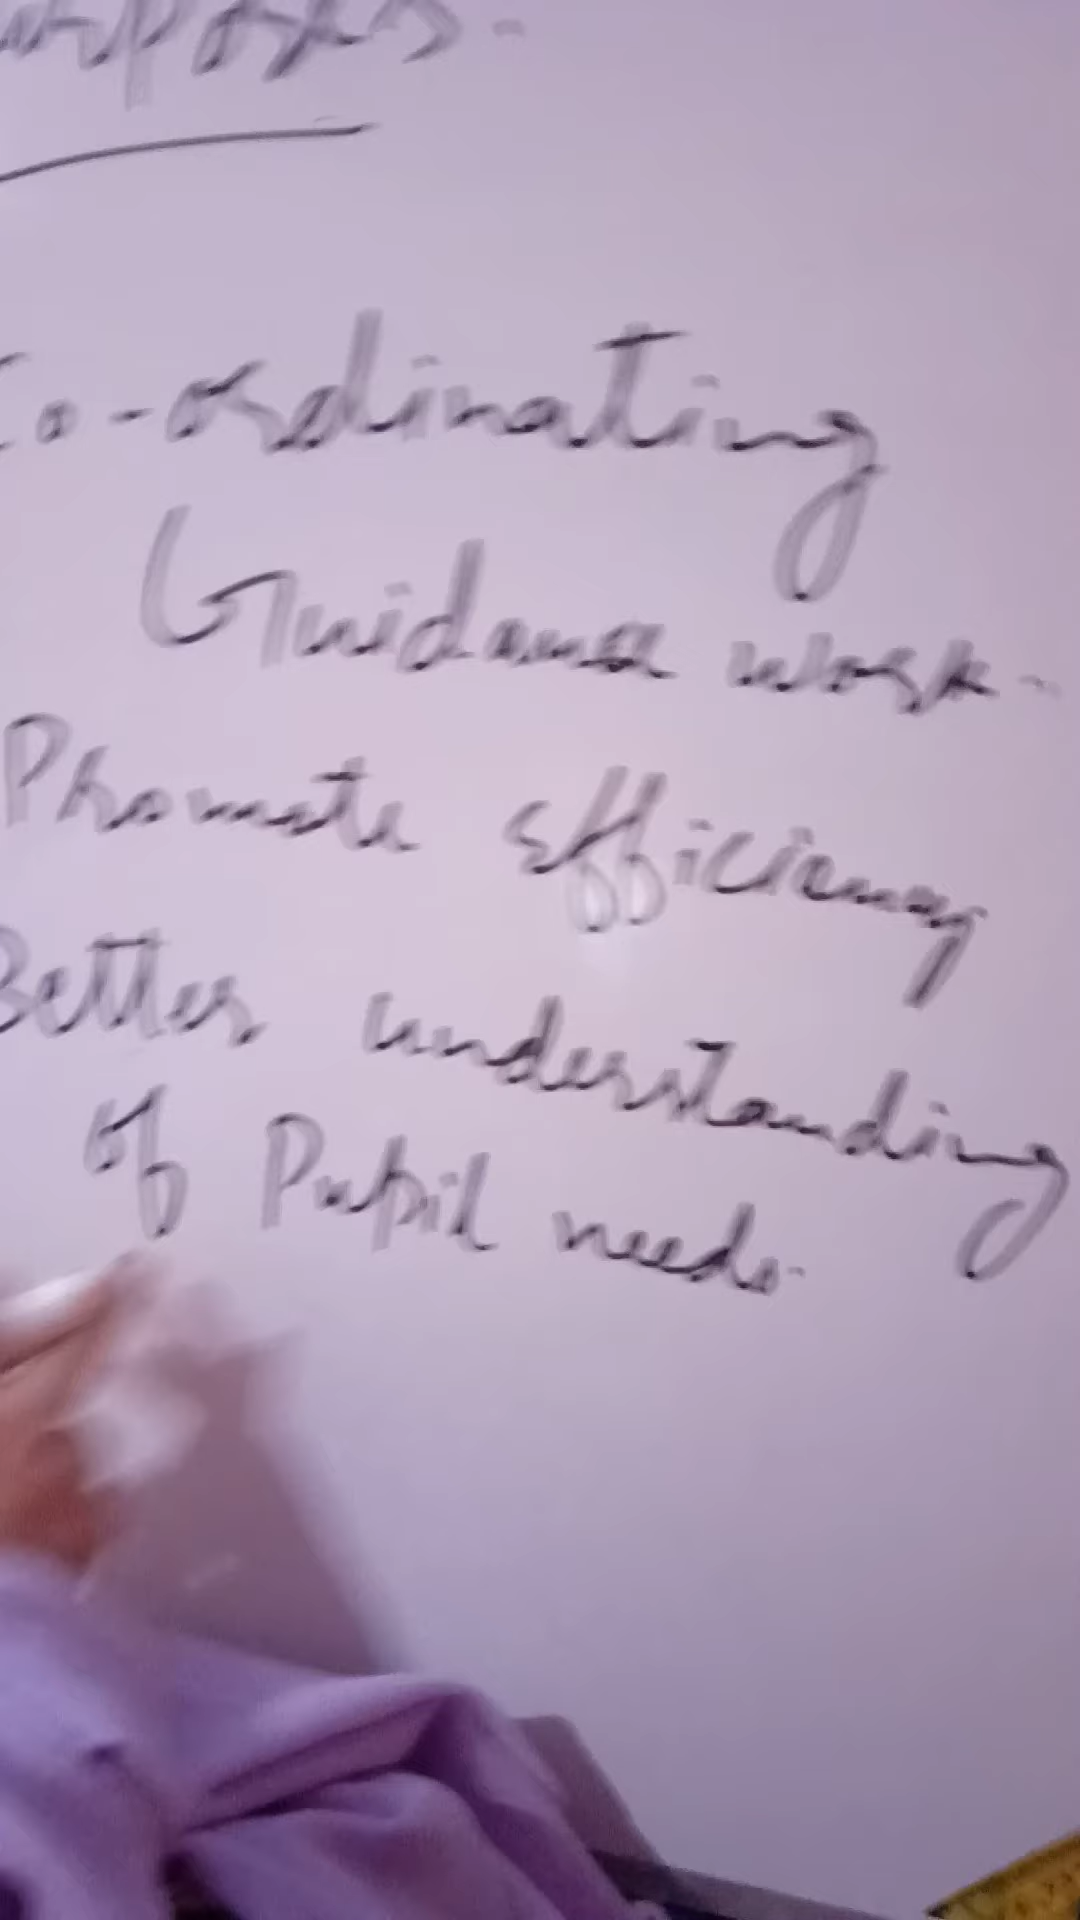 Co-ordinating
Guidance work.
Promote efficiency
Better understanding
of Pupil needs.